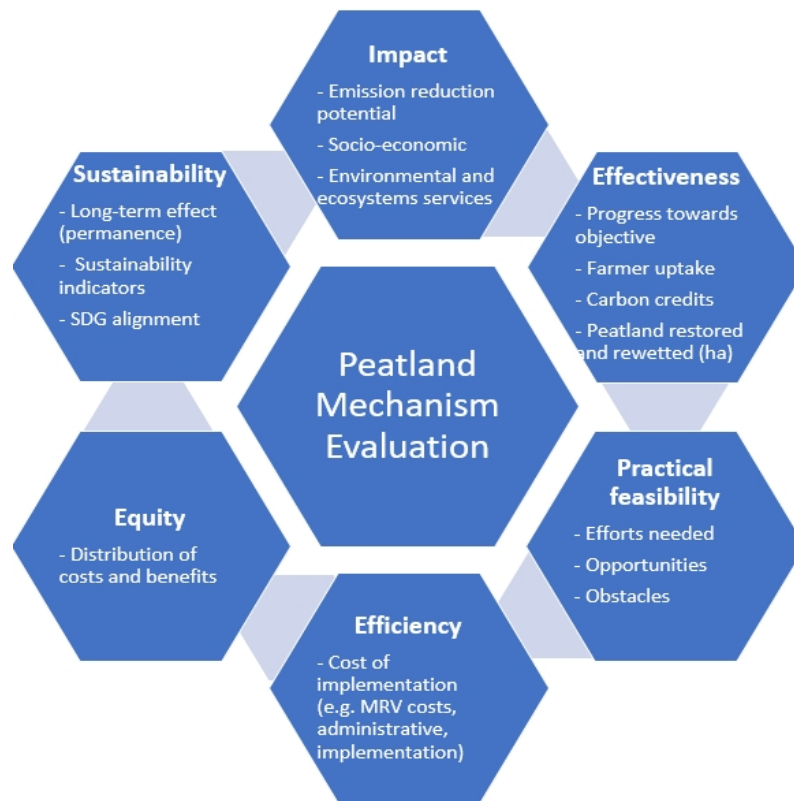 Impact
- Emission reduction
potential
- Socio-economic
- Environmental and
ecosystems services
Effectiveness
- Progress towards
objective
- Farmer uptake
- Carbon credits
- Peatland restored
and rewetted (ha)
Practical
feasibility
- Efforts needed
- Opportunities
- Obstacles
Efficiency
- Cost of
implementation
(e.g. MRV costs,
administrative,
implementation)
Equity
- Distribution of
costs and benefits
Sustainability
- Long-term effect
(permanence)
- Sustainability
indicators
- SDG alignment
Peatland
Mechanism
Evaluation